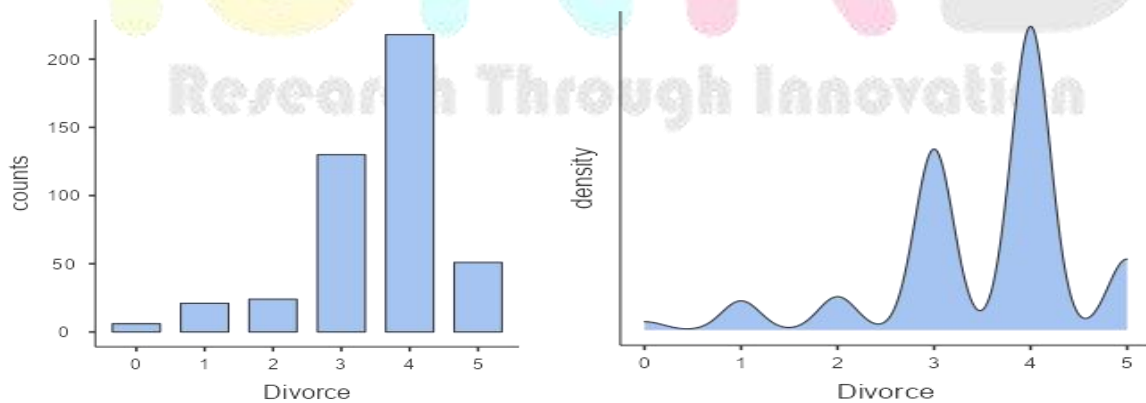 Research Through Innovation
counts
200
150
100
50
0
0 1 2 3 4 5
Divorce
density
0 1 2 3 4 5
Divorce